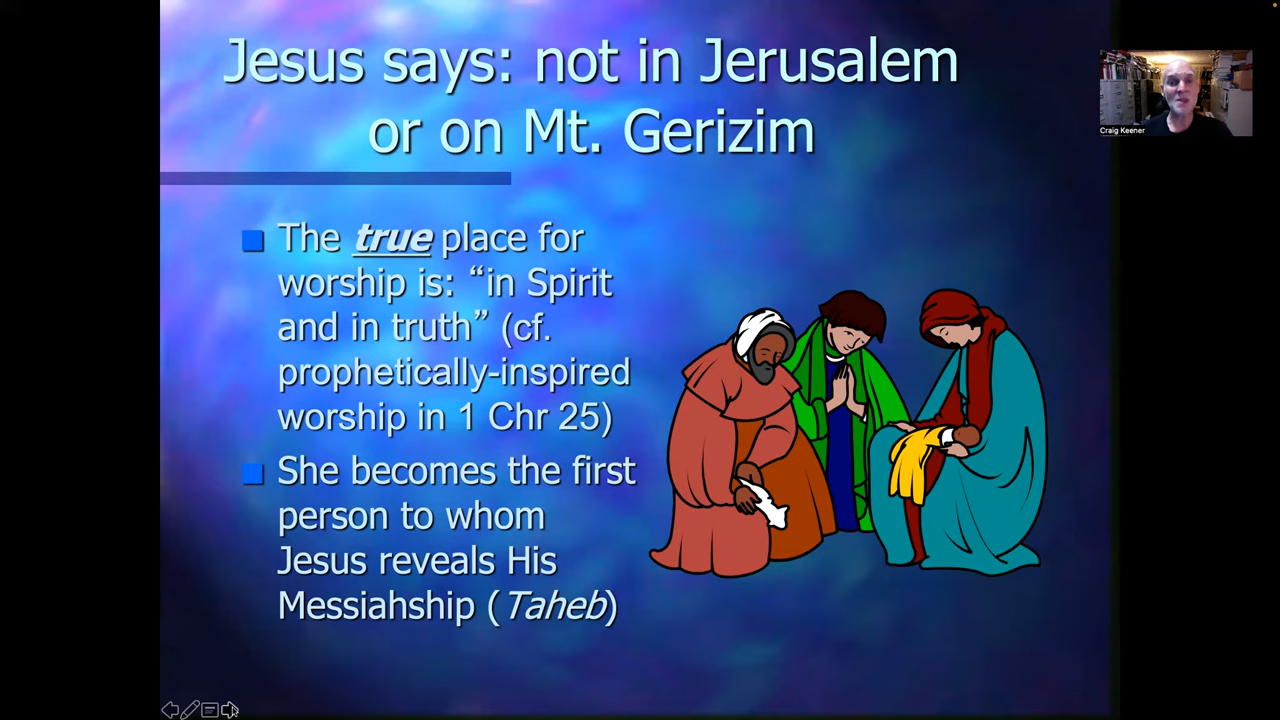 Jesus says: not in Jerusalem
or on Mt. Gerizim
The true place for
worship is: “in Spirit
and in truth” (cf.
prophetically-inspired
worship in 1 Chr 25)
She becomes the first
person to whom
Jesus reveals His
Messiahship (Taheb)
Craig Keener